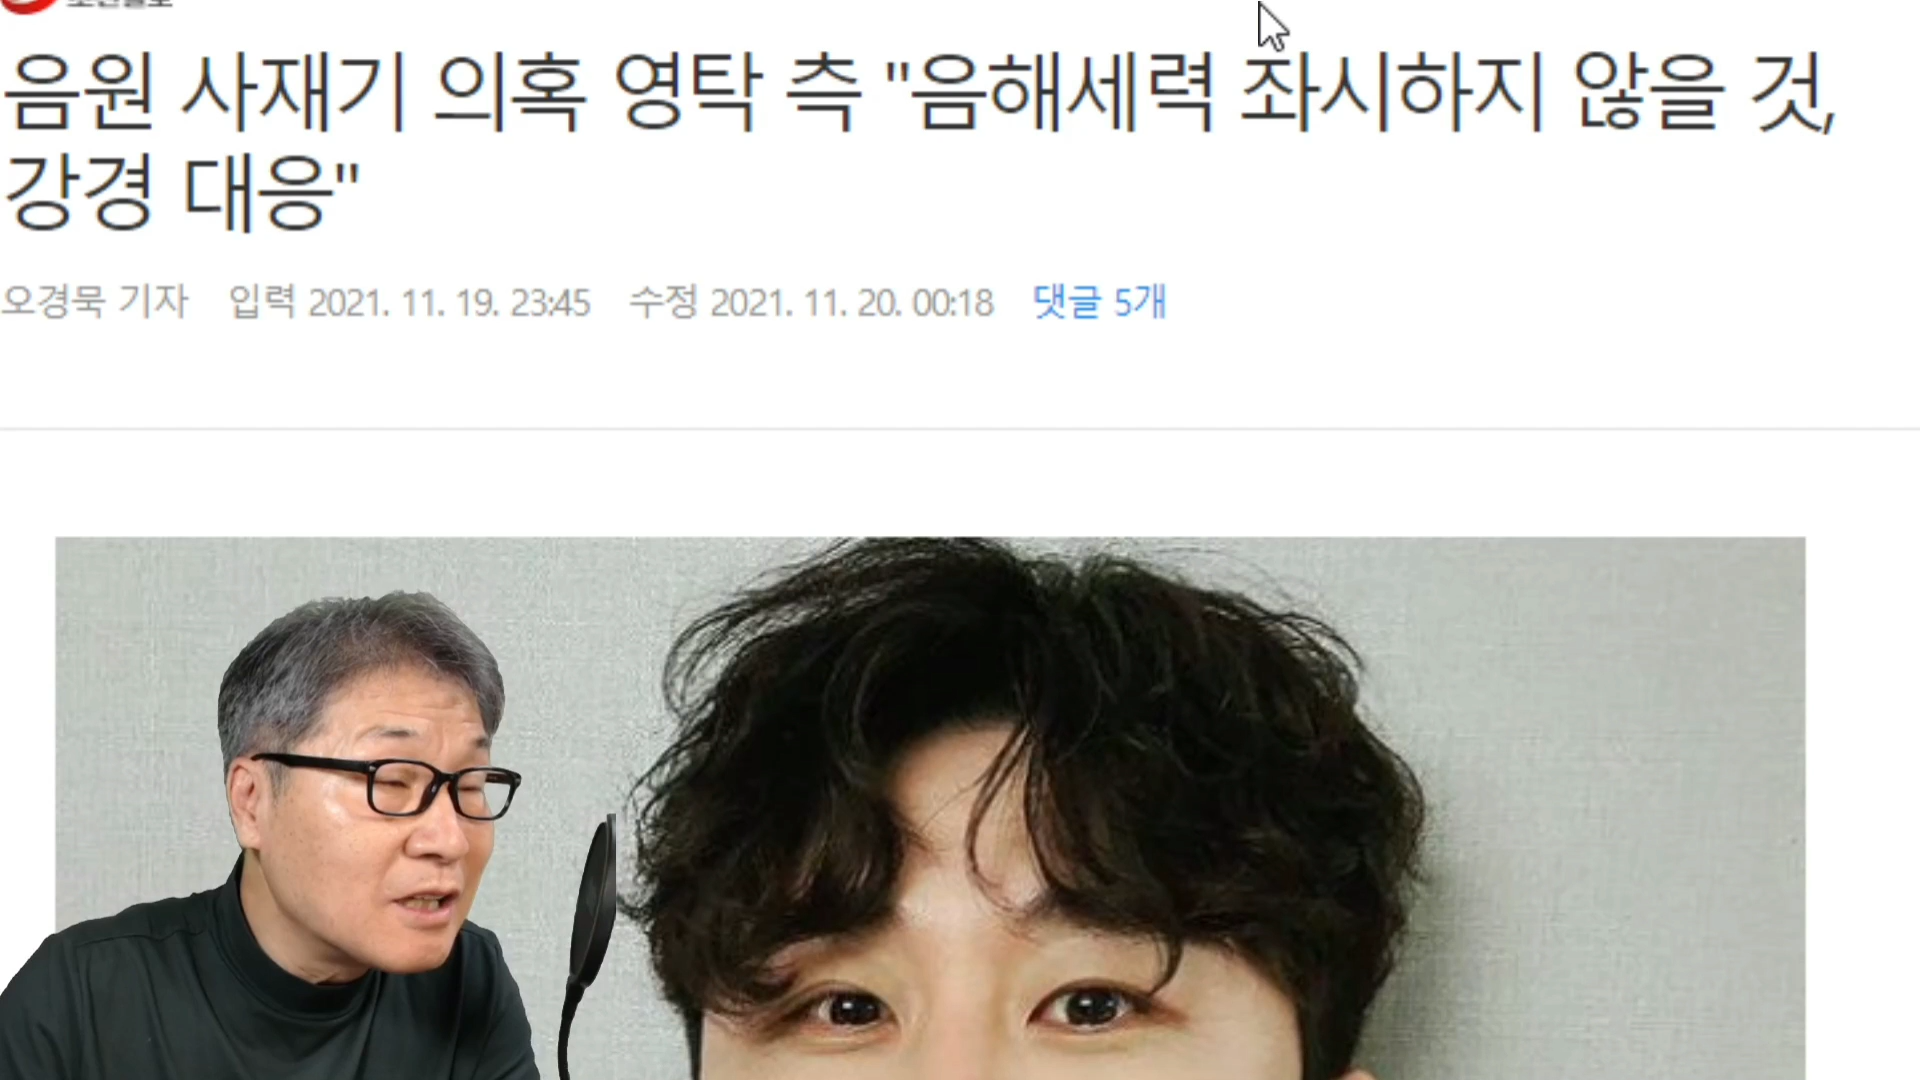 음원 사재기 의혹 영탁 측 "음해세력 좌시하지 않을 것,
강경 대응"
오경묵 기자 입력 2021. 11. 19. 23:45 수정 2021. 11. 20. 00:18 댓글 5개